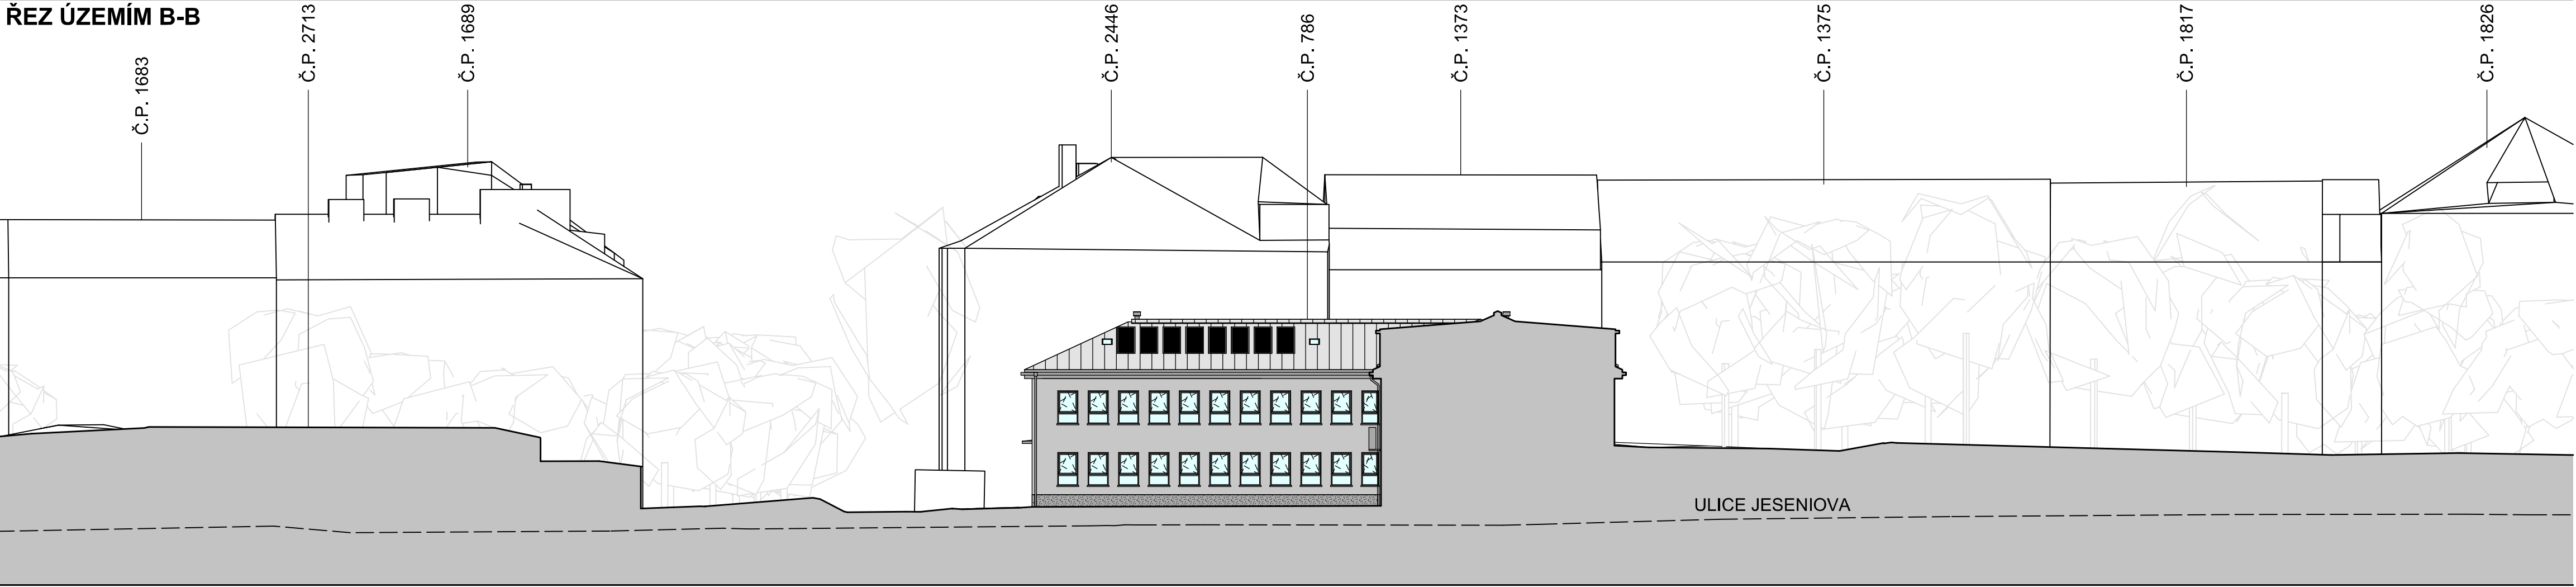 ŘEZ ÚZEMÍM B-B
Č.P. 1683
Č.P. 2713
Č.P. 1689
Č.P. 2446
Č.P. 786
Č.P. 1373
Č.P. 1375
Č.P. 1817
Č.P. 1826
ULICE JESENIOVA